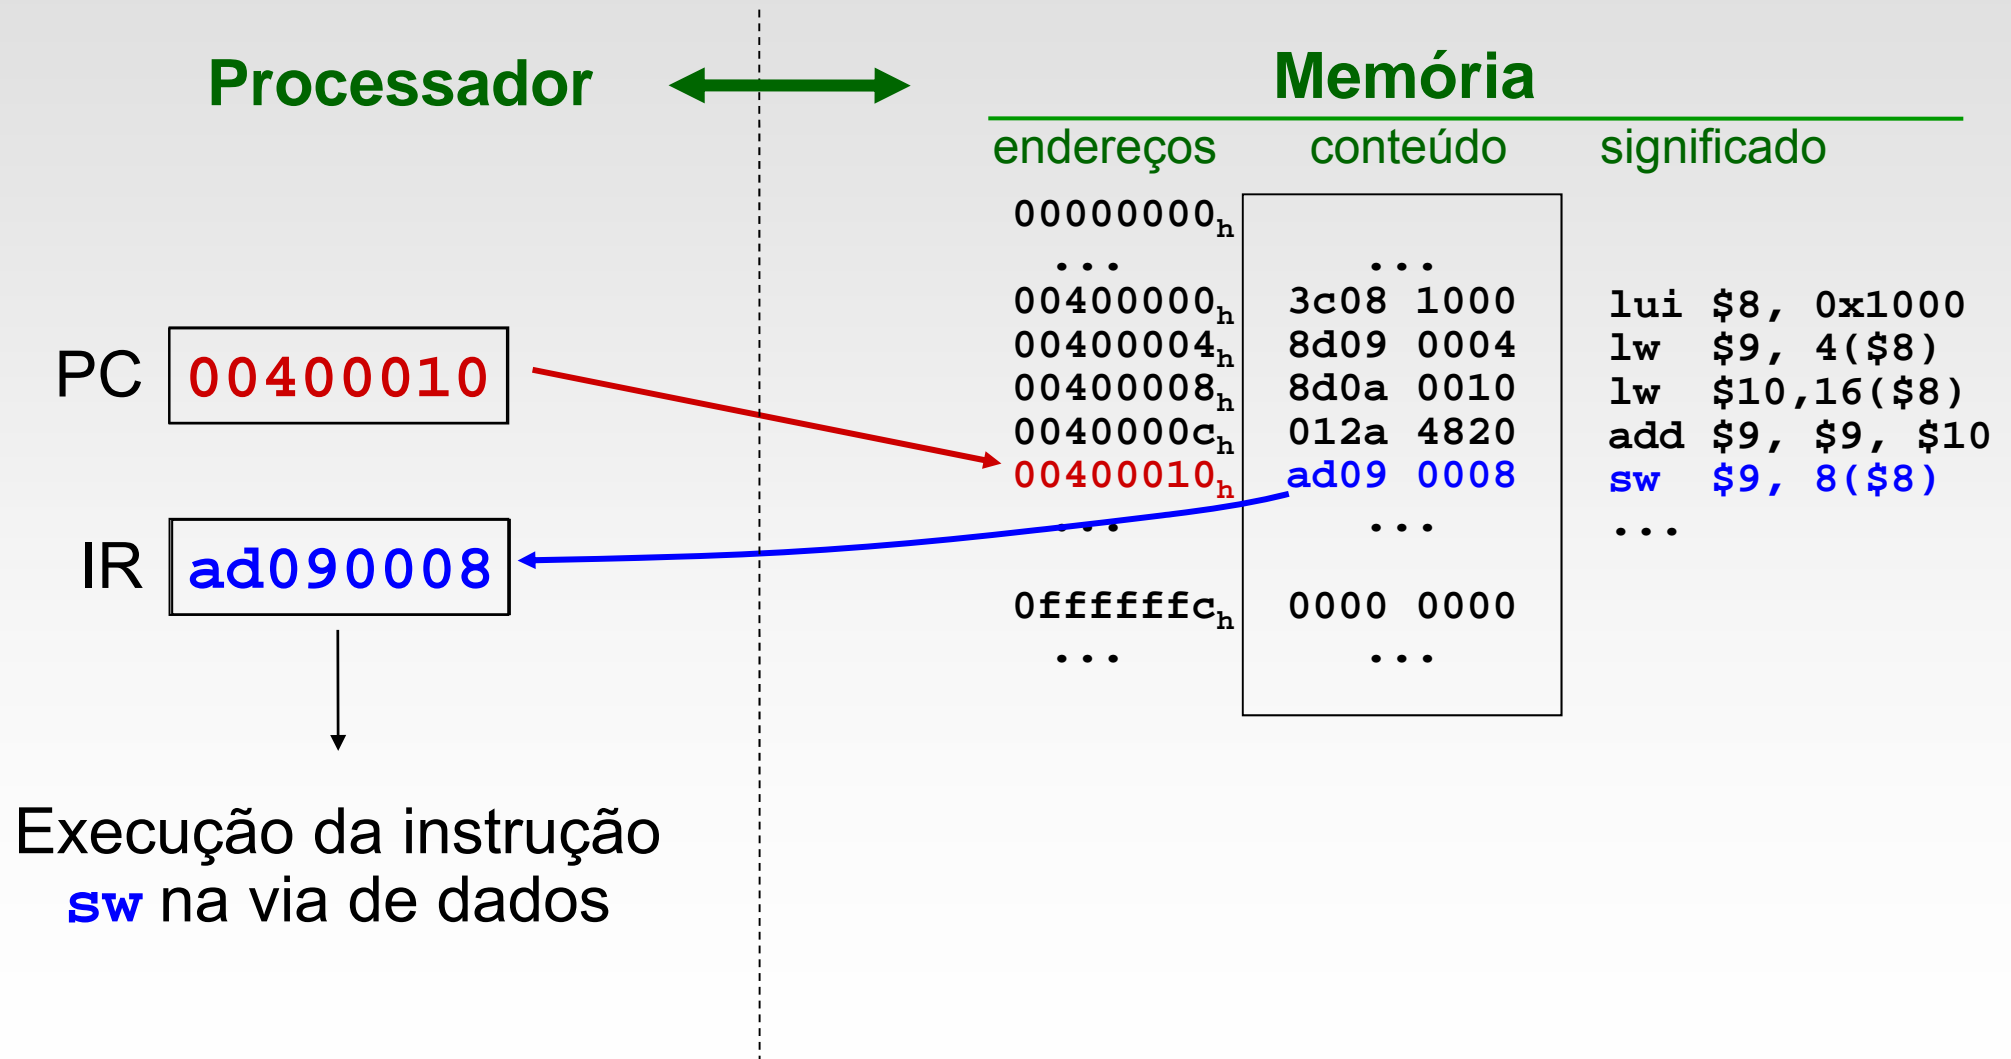 Processador
Memória
endereços conteúdo significado
00000000h
... ...
00400000h 3c08 1000 lui $8, 0x1000
00400004h 8d09 0004 lw $9, 4($8)
00400008h 8d0a 0010 lw $10,16($8)
0040000ch 012a 4820 add $9, $9, $10
00400010h ad09 0008 sw $9, 8($8)
... ... ...
0ffffffch 0000 0000
... ...
PC 00400010
IR ad090008
Execução da instrução
sw na via de dados